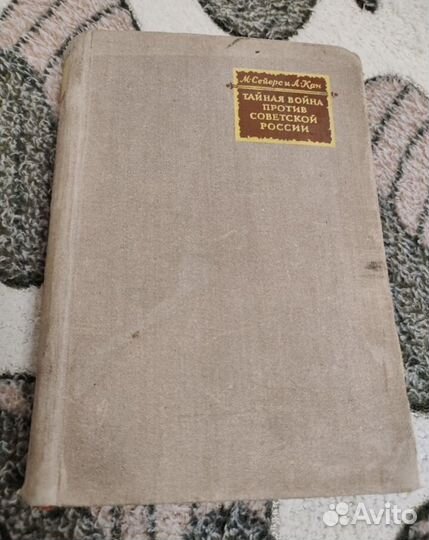 М. Сейерс и А. Кан
ТАЙНАЯ ВОЙНА
ПРОТИВ
СОВЕТСКОЙ
РОССИИ
Avito